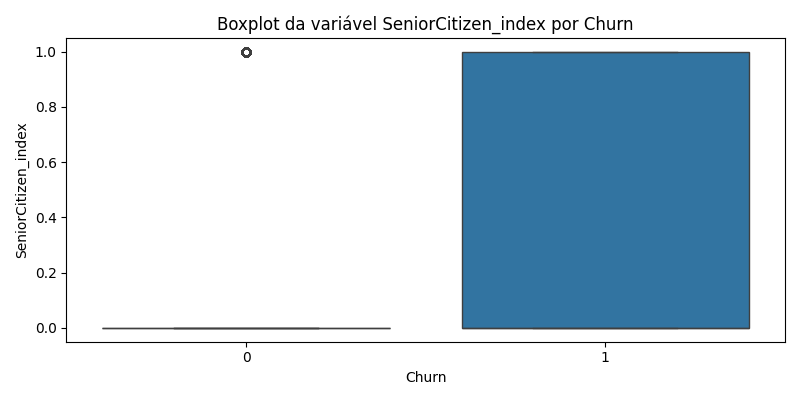 Boxplot da variável SeniorCitizen_index por Churn
1.0
0.8
0.6
0.4
0.2
0.0
SeniorCitizen_index
0 1
Churn